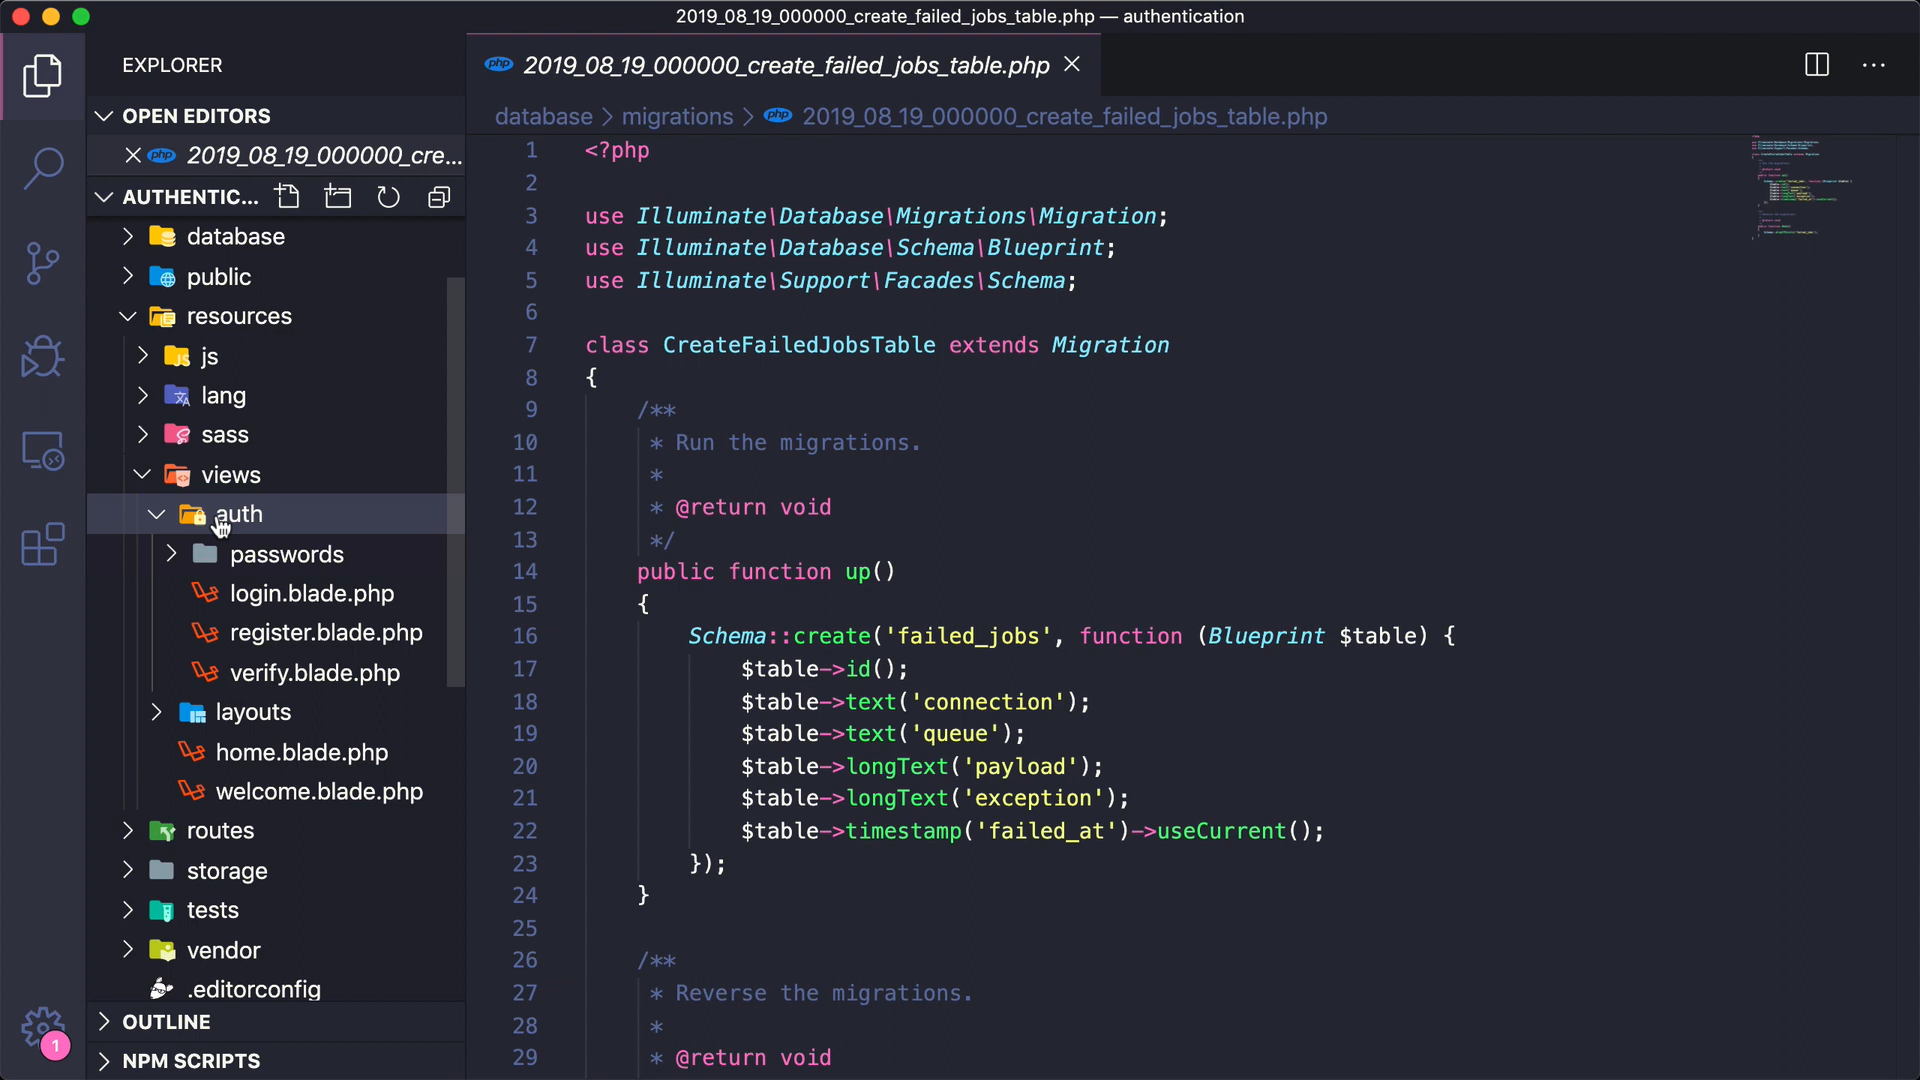 2019_08_19_000000_create_failed_jobs_table.php — authentication
EXPLORER
OPEN EDITORS
php 2019_08_19_000000_cre...
AUTHENTIC...
database
public
resources
js
lang
sass
views
auth
passwords
login.blade.php
register.blade.php
verify.blade.php
layouts
home.blade.php
welcome.blade.php
routes
storage
tests
vendor
.editorconfig
OUTLINE
NPM SCRIPTS
1
php 2019_08_19_000000_create_failed_jobs_table.php
database > migrations > php 2019_08_19_000000_create_failed_jobs_table.php
1 <?php
2
3 use Illuminate\Database\Migrations\Migration;
4 use Illuminate\Database\Schema\Blueprint;
5 use Illuminate\Support\Facades\Schema;
6
7 class CreateFailedJobsTable extends Migration
8 {
9 /**
10 * Run the migrations.
11 *
12 * @return void
13 */
14 public function up()
15 {
16 Schema::create('failed_jobs', function (Blueprint $table) {
17 $table->id();
18 $table->text('connection');
19 $table->text('queue');
20 $table->longText('payload');
21 $table->longText('exception');
22 $table->timestamp('failed_at')->useCurrent();
23 });
24 }
25
26 /**
27 * Reverse the migrations.
28 *
29 * @return void